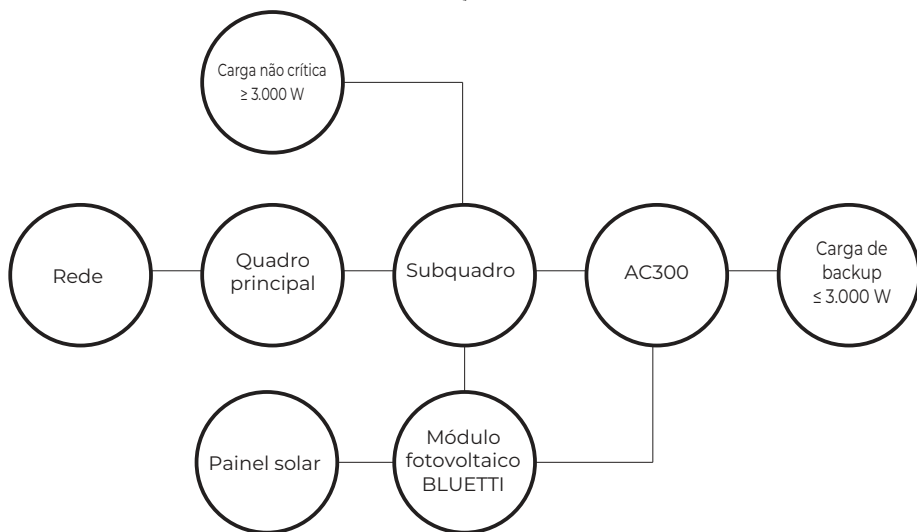 Carga não crítica
≥ 3.000 W
Rede
Quadro
principal
Subquadro
AC300
Carga de
backup
≤ 3.000 W
Painel solar
Módulo
fotovoltaico
BLUETTI